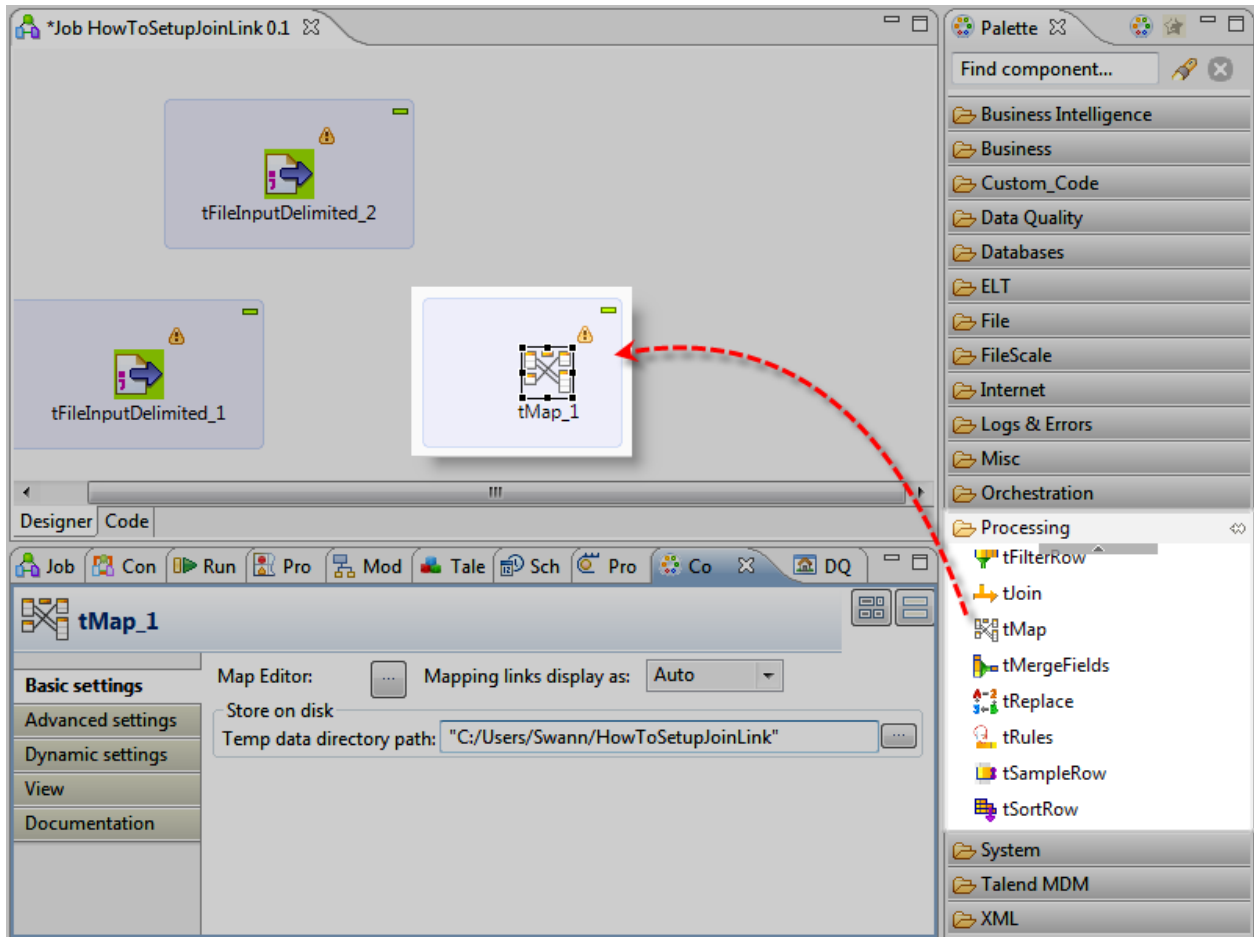 *Job HowToSetupJoinLink 0.1
tFileInputDelimited_2
tFileInputDelimited_1
tMap_1
Designer Code
Job Con Run Pro Mod Tale Sch Pro Co DQ
tMap_1
Basic settings
Advanced settings
Dynamic settings
View
Documentation
Map Editor: ... Mapping links display as: Auto
Store on disk
Temp data directory path: "C:/Users/Swann/HowToSetupJoinLink" ...
Palette
Find component...
Business Intelligence
Business
Custom_Code
Data Quality
Databases
ELT
File
FileScale
Internet
Logs & Errors
Misc
Orchestration
Processing
tFilterRow
tJoin
tMap
tMergeFields
tReplace
tRules
tSampleRow
tSortRow
System
Talend MDM
XML